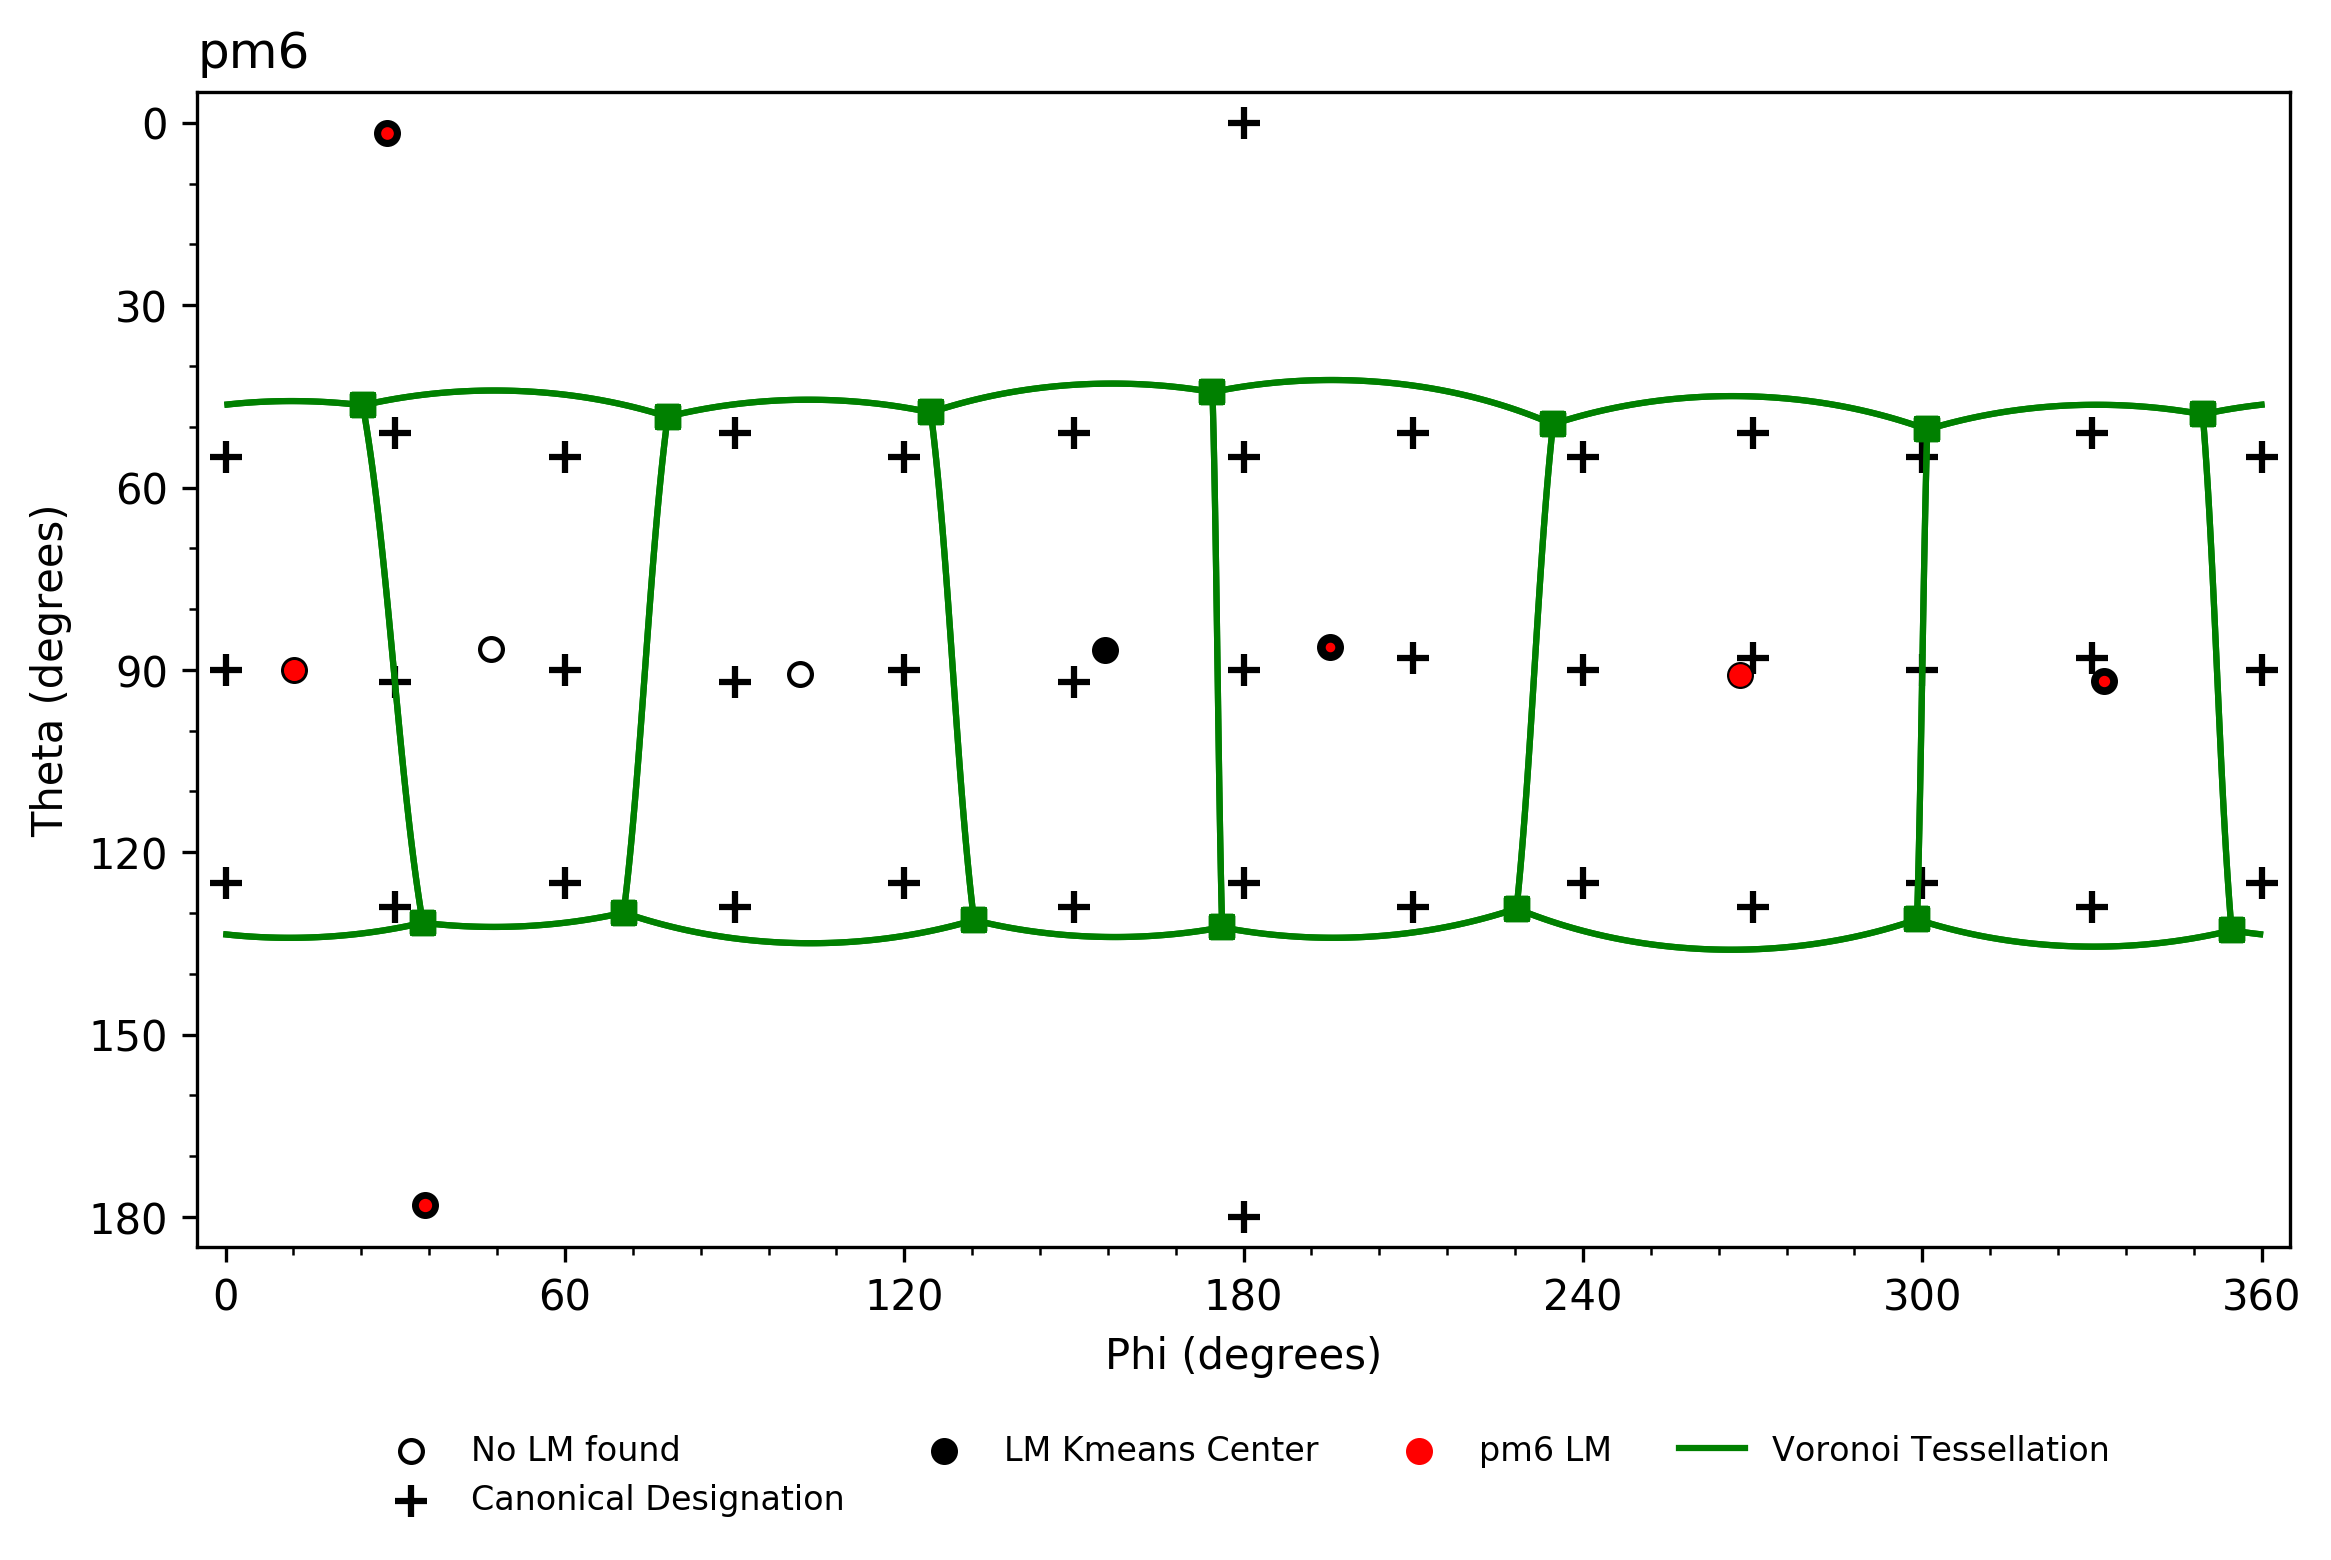 pm6
0
30
60
90
120
150
180
Theta (degrees)
0 60 120 180 240 300 360
Phi (degrees)
No LM found LM Kmeans Center pm6 LM Voronoi Tessellation
Canonical Designation